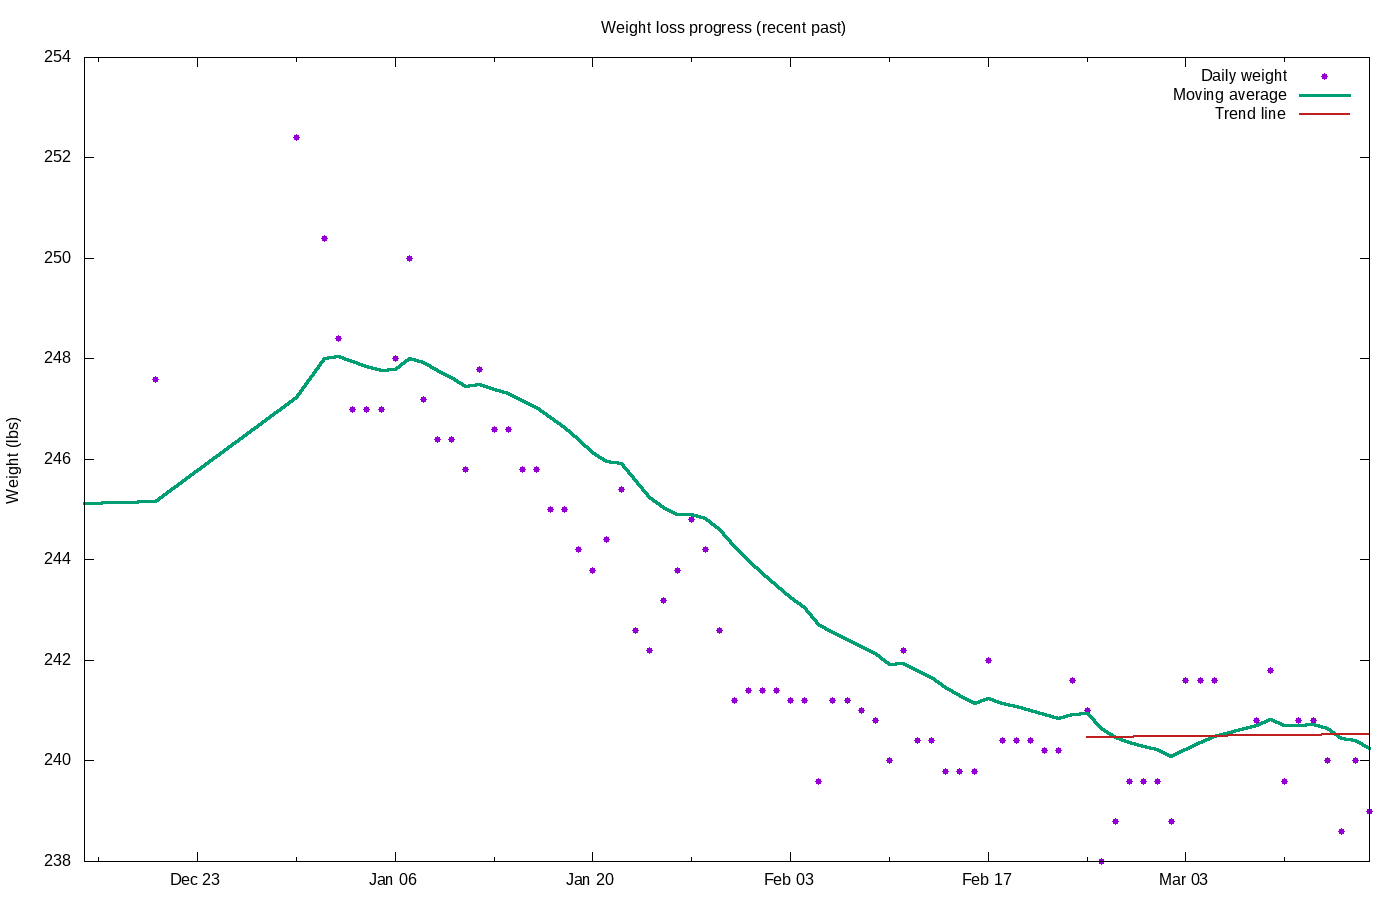 Weight loss progress (recent past)
254
252
250
248
246
244
242
240
238
Weight (lbs)
Daily weight
Moving average
Trend line
Dec 23
Jan 06
Jan 20
Feb 03
Feb 17
Mar 03